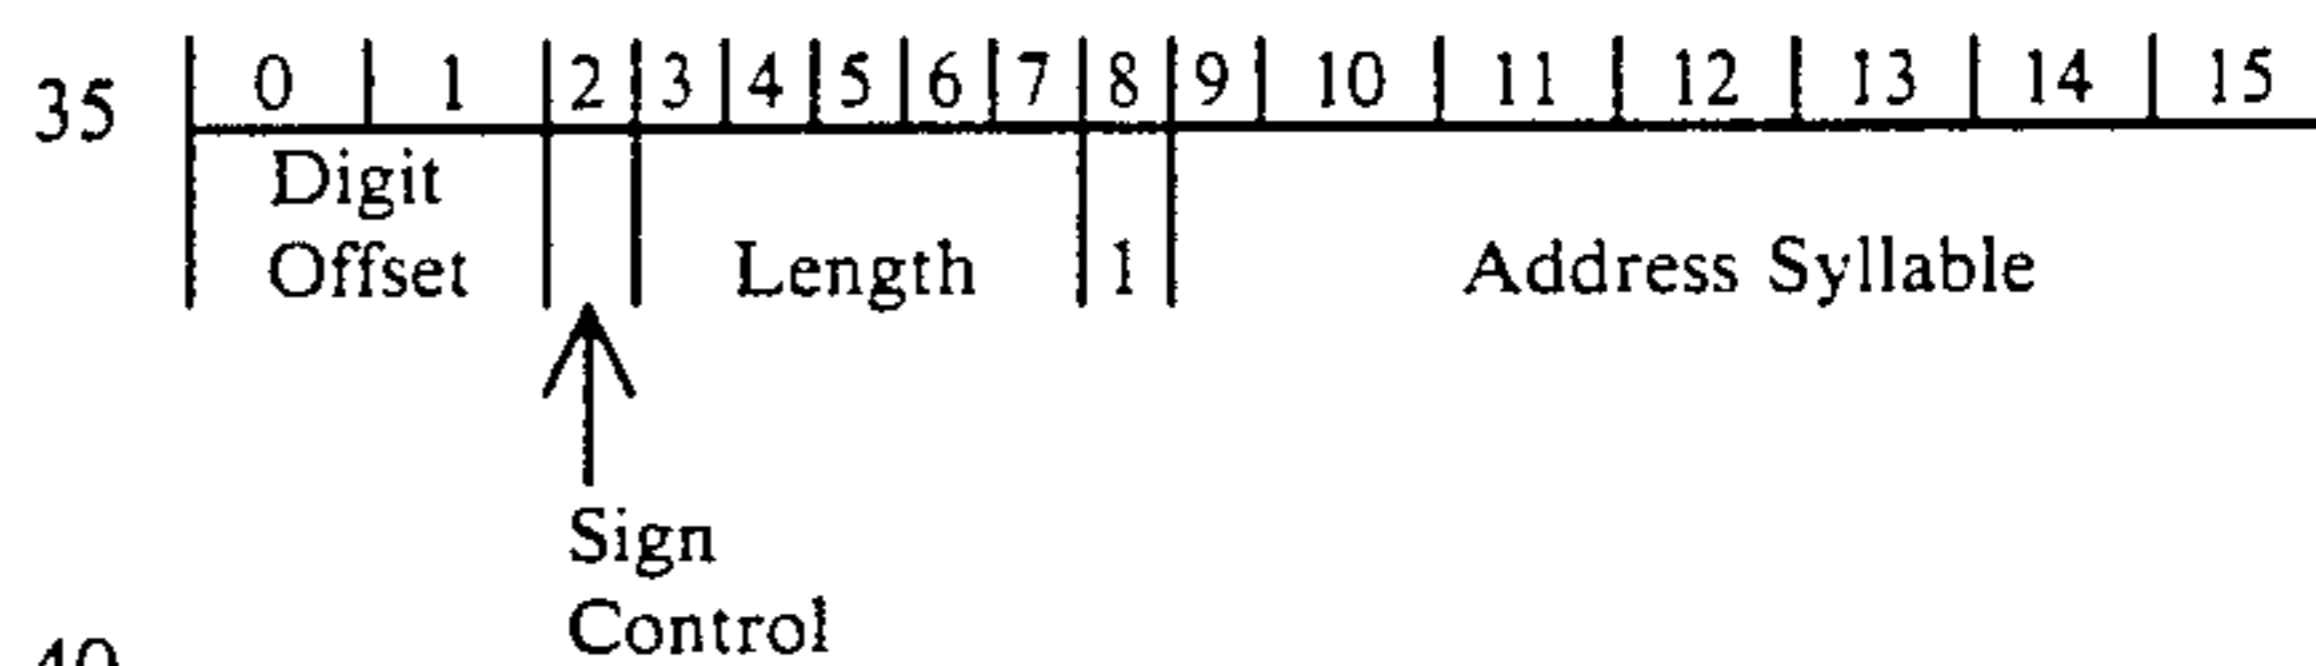 35 0 1 2 3 4 5 6 7 8 9 10 11 12 13 14 15
Digit
Offset Length 1 Address Syllable
Sign
Control
40